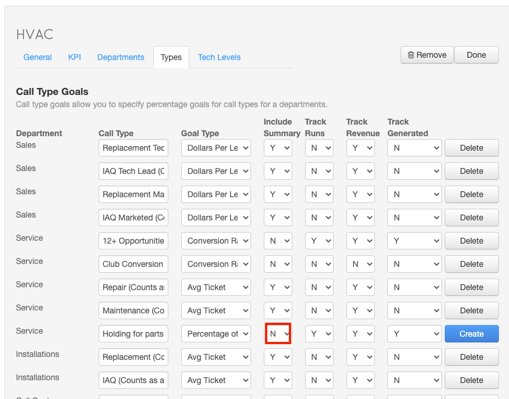 HVAC
General KPI Departments Types Tech Levels Remove Done
Call Type Goals
Call type goals allow you to specify percentage goals for call types for a departments.
Department Call Type Goal Type Include Summary Track Runs Track Revenue Track Generated
Sales Replacement Tec Dollars Per Le Y N Y N Delete
Sales IAQ Tech Lead (C Dollars Per Le Y N Y N Delete
Sales Replacement Ma Dollars Per Le Y N Y N Delete
Sales IAQ Marketed (C Dollars Per Le Y N Y N Delete
Service 12+ Opportunitie Conversion Ra N Y Y Y Delete
Service Club Conversion Conversion Ra N N N N Delete
Service Repair (Counts as Avg Ticket Y N Y N Delete
Service Maintenance (Co Avg Ticket Y N Y N Delete
Service Holding for parts Percentage of N Y Y Y Create
Installations Replacement (Cc Avg Ticket Y N Y N Delete
Installations IAQ (Counts as a Avg Ticket Y N Y N Delete